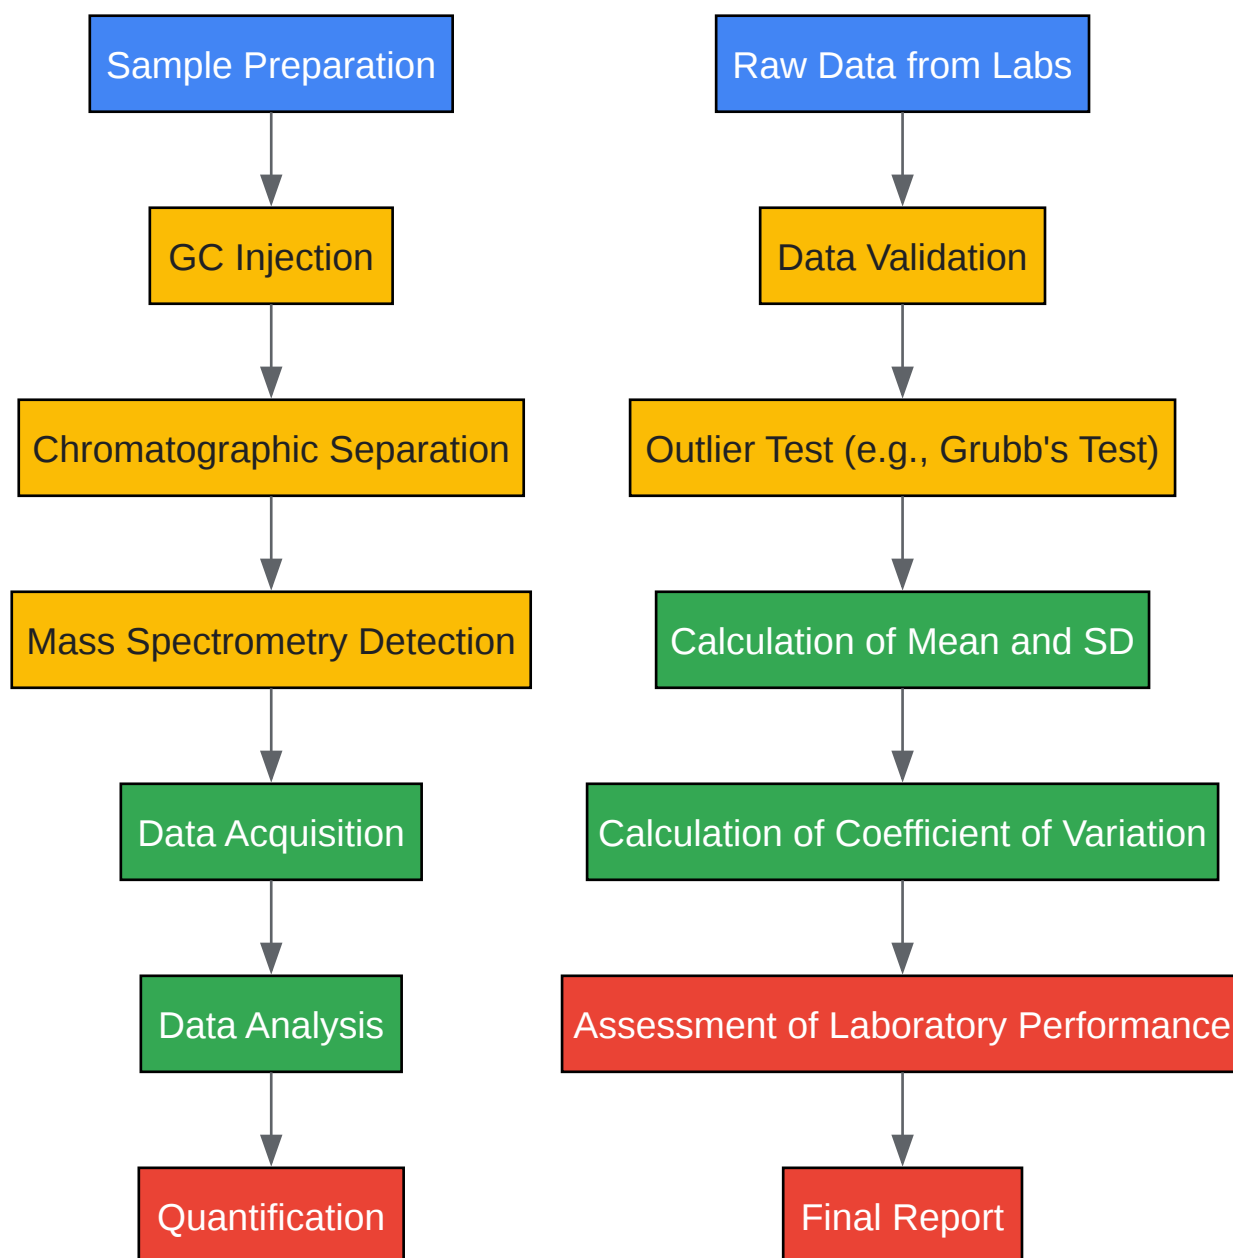 Sample Preparation
GC Injection
Chromatographic Separation
Mass Spectrometry Detection
Data Acquisition
Data Analysis
Quantification
Raw Data from Labs
Data Validation
Outlier Test (e.g., Grubb's Test)
Calculation of Mean and SD
Calculation of Coefficient of Variation
Assessment of Laboratory Performance
Final Report